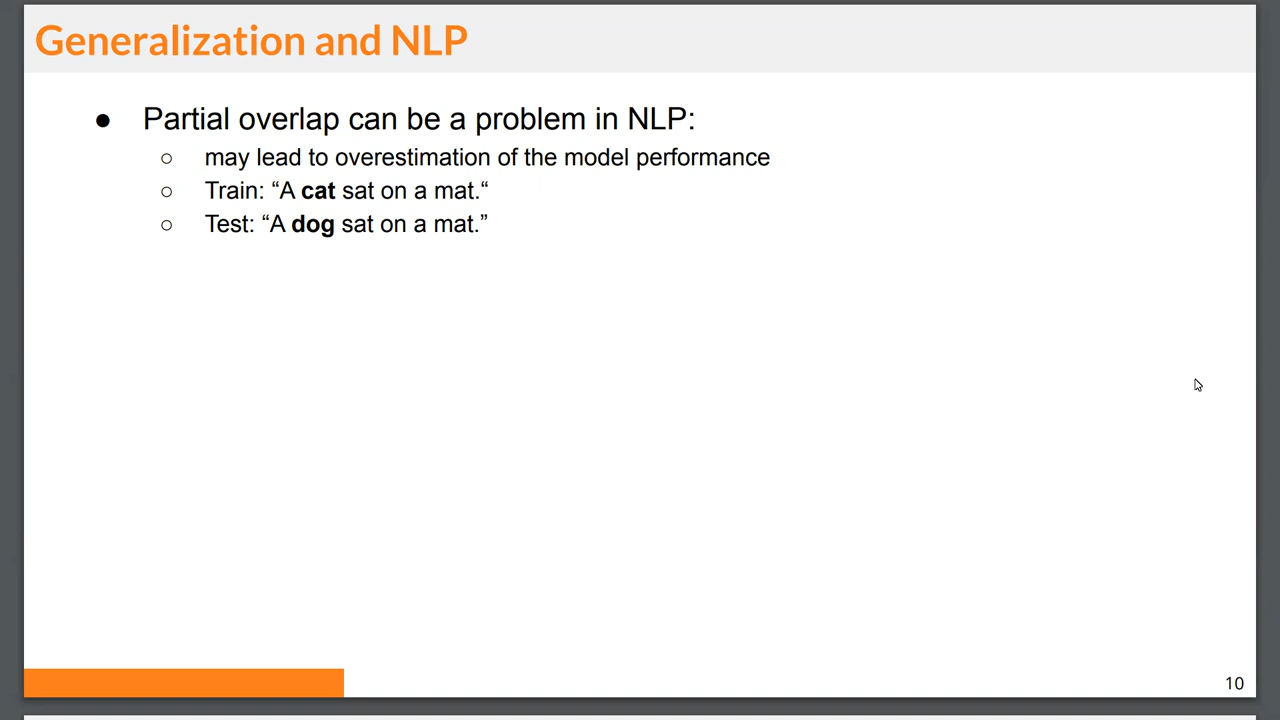 Generalization and NLP
● Partial overlap can be a problem in NLP:
○ may lead to overestimation of the model performance
○ Train: “A cat sat on a mat.“
○ Test: “A dog sat on a mat.”
10